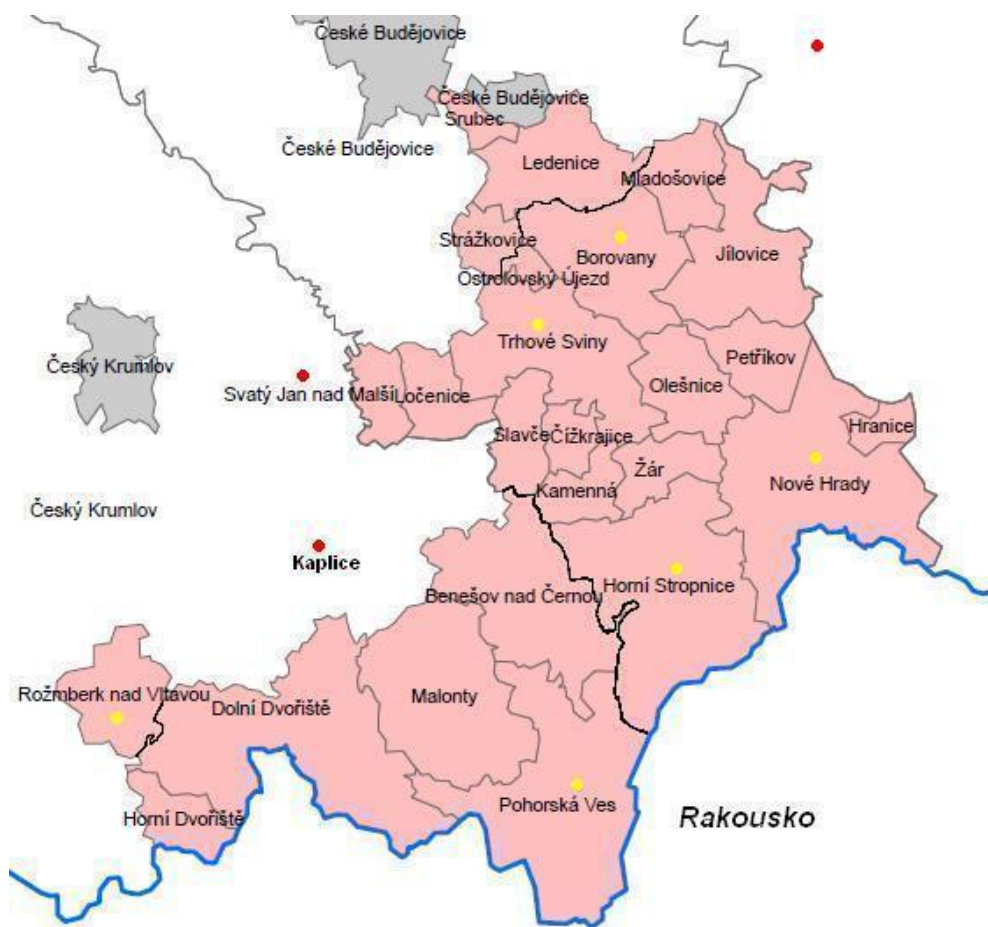 České Budějovice
České Budějovice
Srubec
České Budějovice
Ledenice
Mladošovice
Strážkovice
Borovany
Jílovice
Ostrolovský Újezd
Trhové Sviny
Petříkov
Český Krumlov
Olešnice
Svatý Jan nad Malší
Ločenice
Slavče
Čížkrajice
Hranice
Žár
Kamenná
Nové Hrady
Český Krumlov
Kaplice
Benešov nad Černou
Horní Stropnice
Rožmberk nad Vltavou
Dolní Dvořiště
Malonty
Pohorská Ves
Horní Dvořiště
Rakousko